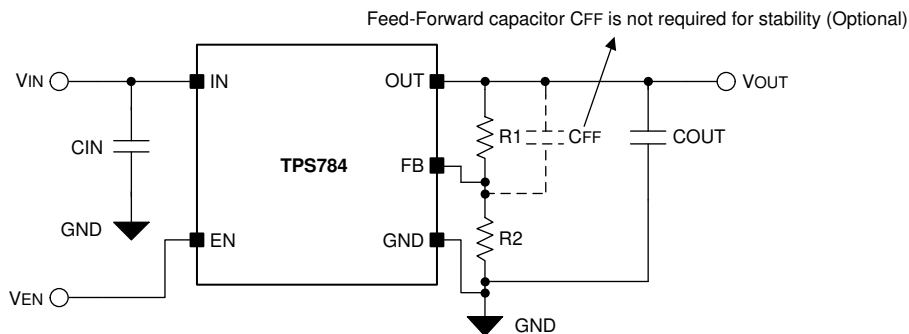 Feed-Forward capacitor CFF is not required for stability (Optional)
VIN
IN
OUT
VOUT
CIN
R1
CFF
COUT
TPS784
FB
GND
EN
GND
R2
VEN
GND